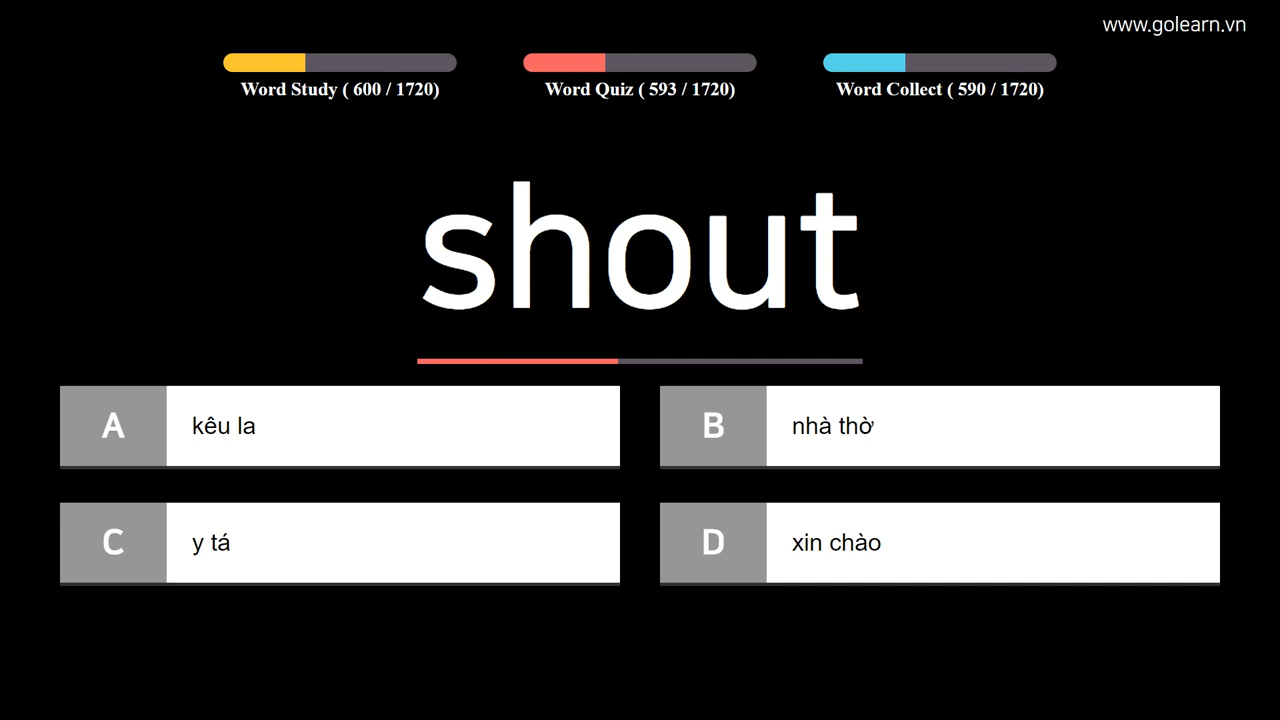 www.golearn.vn
Word Study ( 600 / 1720)
Word Quiz ( 593 / 1720)
Word Collect ( 590 / 1720)
shout
A kêu la
B nhà thờ
C y tá
D xin chào